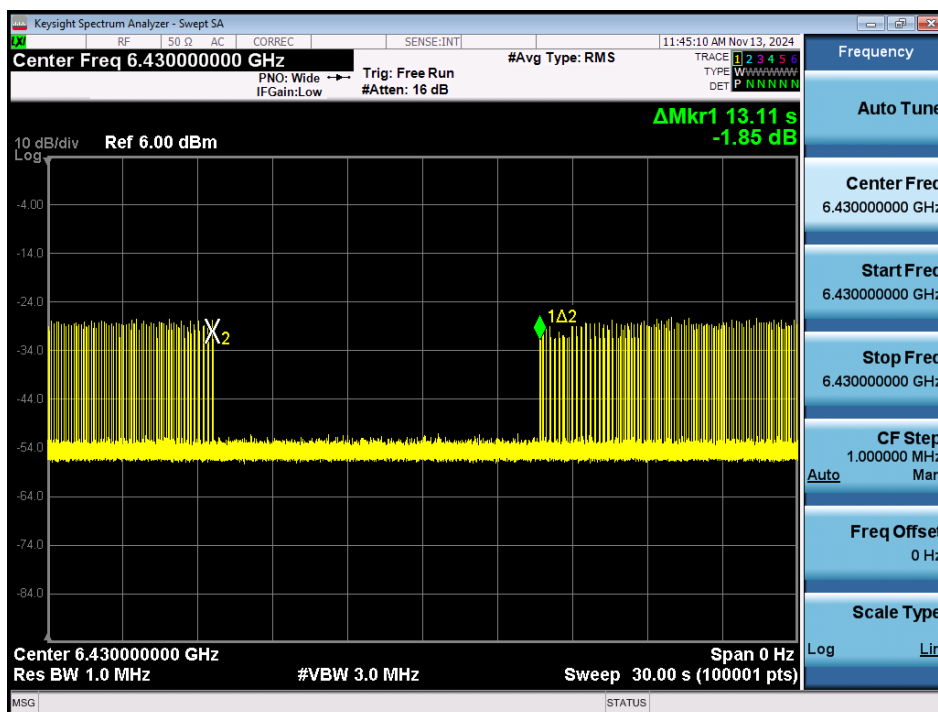 Keysight Spectrum Analyzer - Swept SA
LXI RF 50 Ω AC CORREC SENSE:INT 11:45:10 AM Nov 13, 2024
Center Freq 6.430000000 GHz
PNO: Wide
IFGain:Low
Trig: Free Run
#Atten: 16 dB
#Avg Type: RMS
TRACE 1 2 3 4 5 6
TYPE WWWWWW
DET P N N N N N
ΔMkr1 13.11 s
-1.85 dB
10 dB/div Ref 6.00 dBm
Log
-4.00
-14.0
-24.0
-34.0
-44.0
-54.0
-64.0
-74.0
-84.0
X2
1Δ2
Center 6.430000000 GHz Span 0 Hz
Res BW 1.0 MHz #VBW 3.0 MHz Sweep 30.00 s (100001 pts)
MSG STATUS
Frequency
Auto Tune
Center Freq
6.430000000 GHz
Start Freq
6.430000000 GHz
Stop Freq
6.430000000 GHz
CF Step
1.000000 MHz
Auto Man
Freq Offset
0 Hz
Scale Type
Log Lin